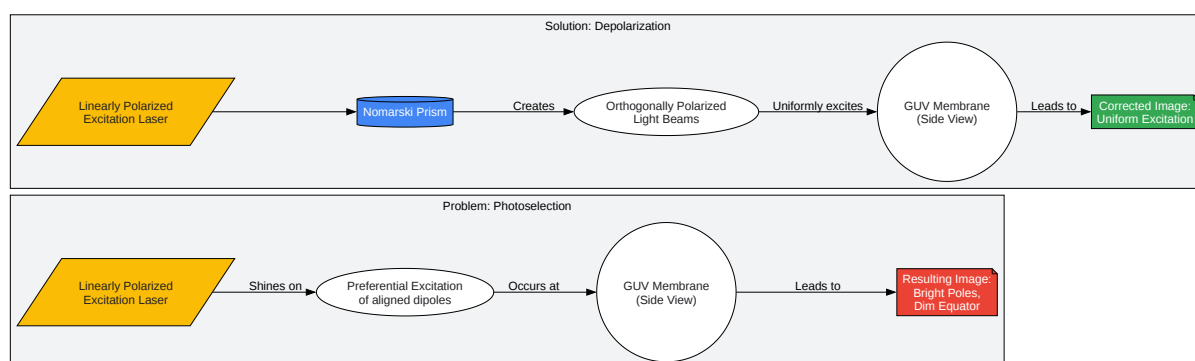 Solution: Depolarization
Linearly Polarized
Excitation Laser
Nomarski Prism
Creates
Orthogonally Polarized
Light Beams
Uniformly excites
GUV Membrane
(Side View)
Leads to
Corrected Image:
Uniform Excitation
Problem: Photoselection
Linearly Polarized
Excitation Laser
Shines on
Preferential Excitation
of aligned dipoles
Occurs at
GUV Membrane
(Side View)
Leads to
Resulting Image:
Bright Poles,
Dim Equator